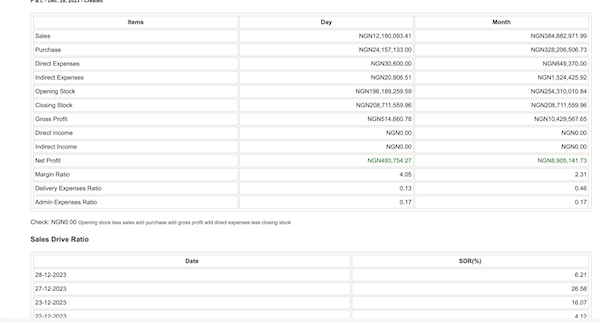 P & L - Dec. 28, 2023 - Created
Items Day Month
Sales NGN12,180,093.41 NGN384,882,971.99
Purchase NGN24,157,133.00 NGN328,206,506.73
Direct Expenses NGN30,600.00 NGN649,370.00
Indirect Expenses NGN20,906.51 NGN1,524,425.92
Opening Stock NGN196,189,259.59 NGN254,310,010.84
Closing Stock NGN208,711,559.96 NGN208,711,559.96
Gross Profit NGN514,660.78 NGN10,429,567.65
Direct Income NGN0.00 NGN0.00
Indirect Income NGN0.00 NGN0.00
Net Profit NGN493,754.27 NGN8,905,141.73
Margin Ratio 4.05 2.31
Delivery Expenses Ratio 0.13 0.46
Admin Expenses Ratio 0.17 0.17
Check: NGN0.00 Opening stock less sales add purchase add gross profit add direct expenses less closing stock
Sales Drive Ratio
Date SDR(%)
28-12-2023 6.21
27-12-2023 26.58
23-12-2023 16.07
22-12-2023 4.12